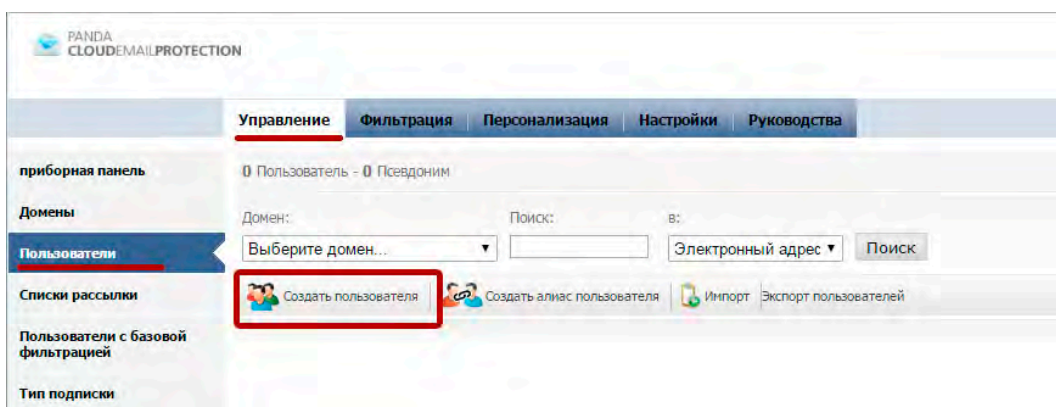 PANDA
CLOUDEMAILPROTECTION
Управление Фильтрация Персонализация Настройки Руководства
приборная панель
Домены
Пользователи
Списки рассылки
Пользователи с базовой
фильтрацией
Тип подписки
0 Пользователь - 0 Псевдоним
Домен: Поиск: в:
Выберите домен... Электронный адрес Поиск
Создать пользователя Создать алиас пользователя Импорт Экспорт пользователей